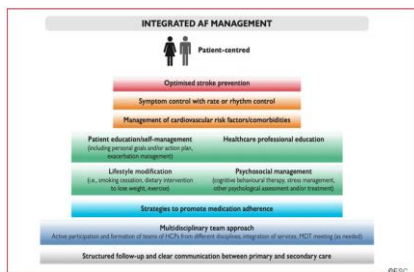 INTEGRATED AF MANAGEMENT
Patient-centred
Optimised stroke prevention
Symptom control with rate or rhythm control
Management of cardiovascular risk factors/comorbidities
Patient education/self-management
(including personal goals and/or action plan,
exacerbation management)
Healthcare professional education
Lifestyle modification
(i.e., smoking cessation, dietary intervention
to lose weight, exercise)
Psychosocial management
(cognitive behavioural therapy, stress management,
other psychological assessment and/or treatment)
Strategies to promote medication adherence
Multidisciplinary team approach
Active participation and formation of teams of HCPs from different disciplines, integration of services, MDT meeting (as needed)
Structured follow-up and clear communication between primary and secondary care
©ESC